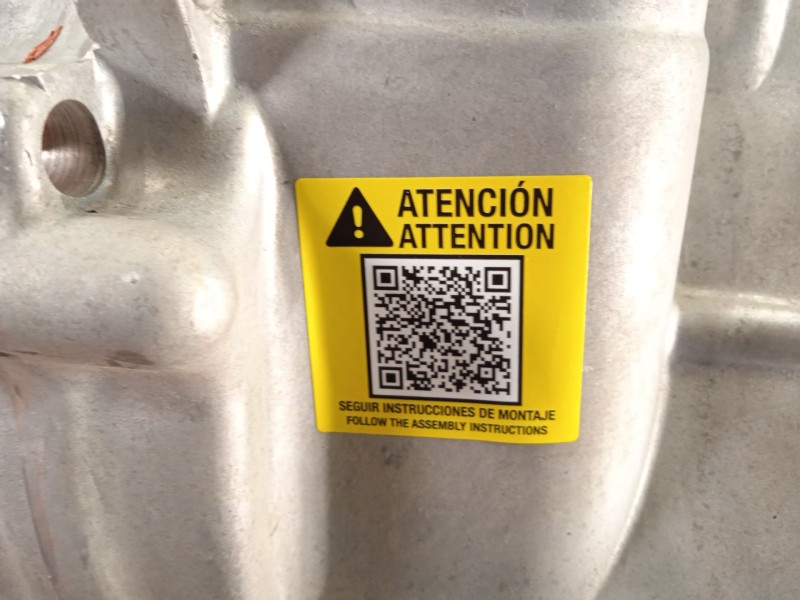 ATENCIÓN
ATTENTION
SEGUIR INSTRUCCIONES DE MONTAJE
FOLLOW THE ASSEMBLY INSTRUCTIONS